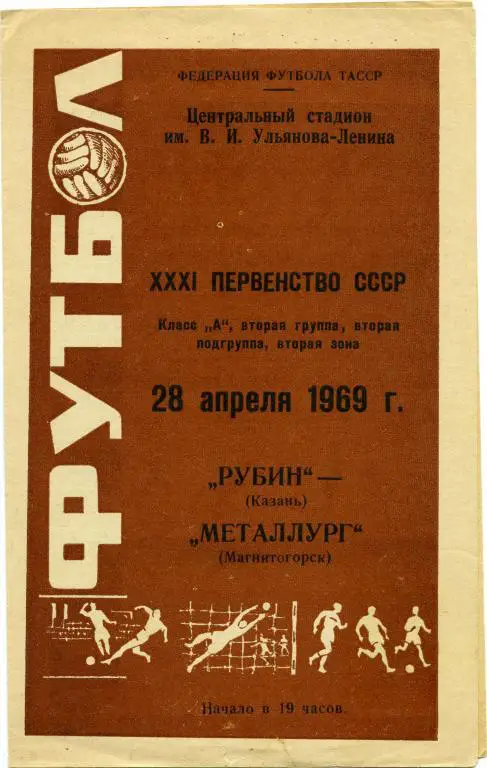 ФУТБОЛ
ФЕДЕРАЦИЯ ФУТБОЛА ТАССР
Центральный стадион
им. В. И. Ульянова-Ленина
XXXI ПЕРВЕНСТВО СССР
Класс „А“, вторая группа, вторая
подгруппа, вторая зона
28 апреля 1969 г.
„РУБИН“ —
(Казань)
„МЕТАЛЛУРГ“
(Магнитогорск)
Начало в 19 часов.